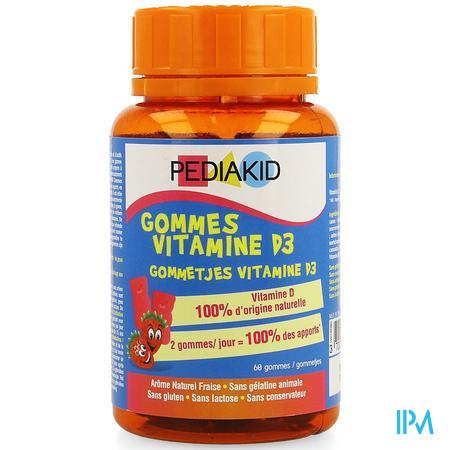 PEDIAKID
GOMMES
VITAMINE D3
GOMMETJES VITAMINE D3
Vitamine D
100% d'origine naturelle
2 gommes/ jour = 100% des apports*
60 gommes / gommetjes
Arôme Naturel Fraise • Sans gélatine animale
Sans gluten • Sans lactose • Sans conservateur
IPM